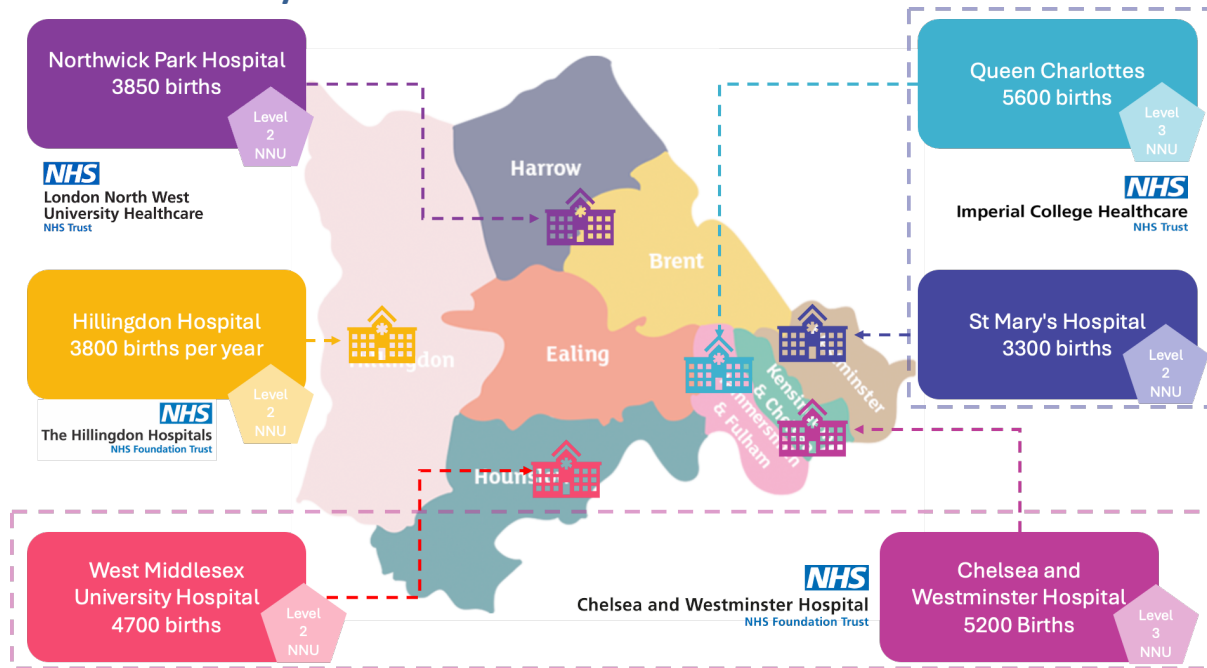 Northwick Park Hospital
3850 births
Level
2
NNU
NHS
London North West
University Healthcare
NHS Trust
Queen Charlottes
5600 births
Level
3
NNU
NHS
Imperial College Healthcare
NHS Trust
Harrow
Brent
Ealing
Hillingdon Hospital
3800 births per year
Level
2
NNU
NHS
The Hillingdon Hospitals
NHS Foundation Trust
St Mary's Hospital
3300 births
Level
2
NNU
& Fulham
West Middlesex
University Hospital
4700 births
Level
2
NNU
NHS
Chelsea and Westminster Hospital
NHS Foundation Trust
Chelsea and
Westminster Hospital
5200 Births
Level
3
NNU